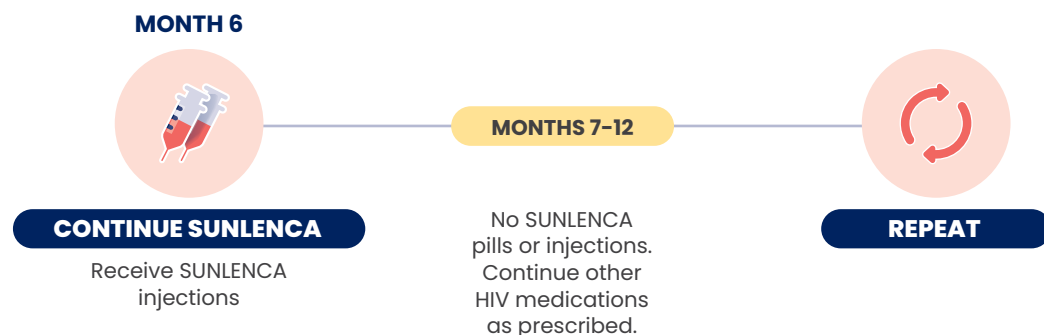 MONTH 6
MONTHS 7-12
CONTINUE SUNLENCA
Receive SUNLENCA
injections
No SUNLENCA
pills or injections.
Continue other
HIV medications
as prescribed.
REPEAT